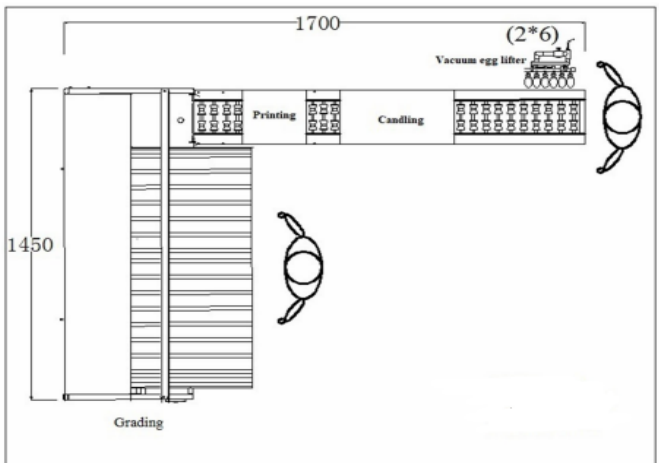 1700
(2*6)
Vacuum egg lifter
Printing
Candling
1450
Grading